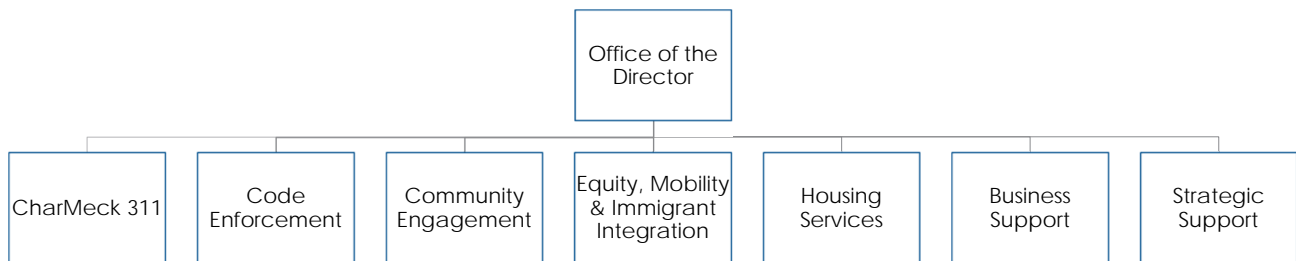 Office of the
Director
CharMeck 311
Code
Enforcement
Community
Engagement
Equity, Mobility
& Immigrant
Integration
Housing
Services
Business
Support
Strategic
Support